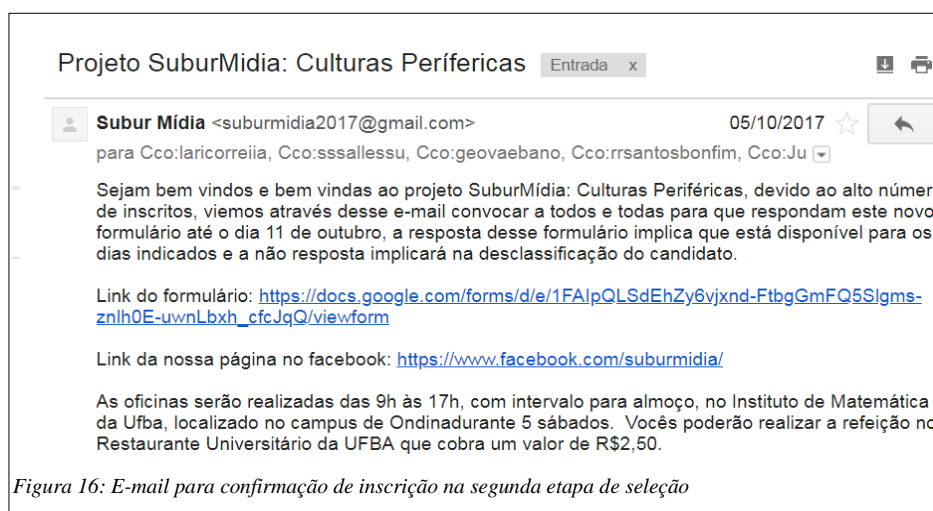 Projeto SuburMidia: Culturas Perífericas Entrada x
Subur Mídia <suburmidia2017@gmail.com> 05/10/2017
para Cco:laricorreiia, Cco:sssallessu, Cco:geovaebano, Cco:rrsantosbonfim, Cco:Ju
Sejam bem vindos e bem vindas ao projeto SuburMídia: Culturas Periféricas, devido ao alto númer
de inscritos, viemos através desse e-mail convocar a todos e todas para que respondam este novo
formulário até o dia 11 de outubro, a resposta desse formulário implica que está disponível para os
dias indicados e a não resposta implicará na desclassificação do candidato.
Link do formulário: https://docs.google.com/forms/d/e/1FAIpQLSdEhZy6vjxnd-FtbgGmFQ5Slgms-
znlh0E-uwnLbxh_cfcJqQ/viewform
Link da nossa página no facebook: https://www.facebook.com/suburmidia/
As oficinas serão realizadas das 9h às 17h, com intervalo para almoço, no Instituto de Matemática
da Ufba, localizado no campus de Ondinadurante 5 sábados. Vocês poderão realizar a refeição no
Restaurante Universitário da UFBA que cobra um valor de R$2,50.
Figura 16: E-mail para confirmação de inscrição na segunda etapa de seleção